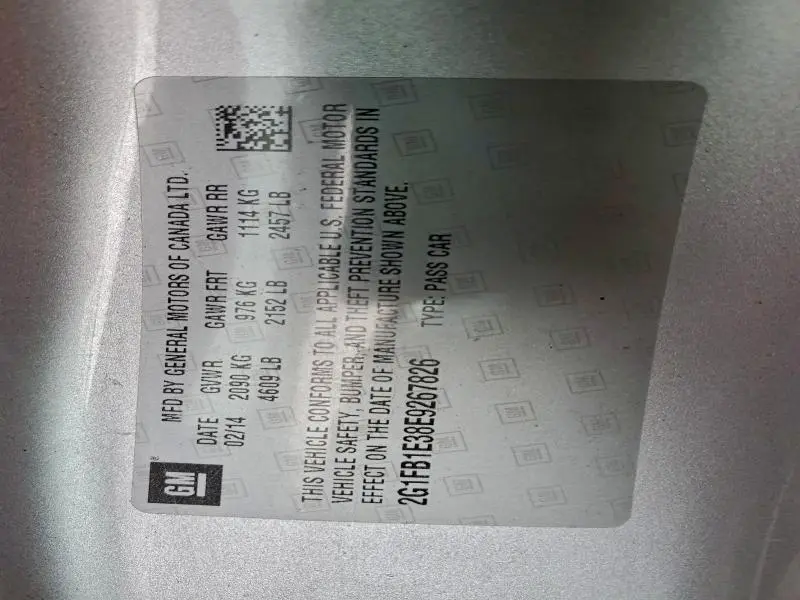 GM®
MFD BY GENERAL MOTORS OF CANADA LTD.
DATE GVWR GAWR FRT GAWR RR
02/14 2090 KG 976 KG 1114 KG
4609 LB 2152 LB 2457 LB
THIS VEHICLE CONFORMS TO ALL APPLICABLE U.S. FEDERAL MOTOR
VEHICLE SAFETY, BUMPER, AND THEFT PREVENTION STANDARDS IN
EFFECT ON THE DATE OF MANUFACTURE SHOWN ABOVE.
2G1FB1E38E9267826 TYPE: PASS CAR